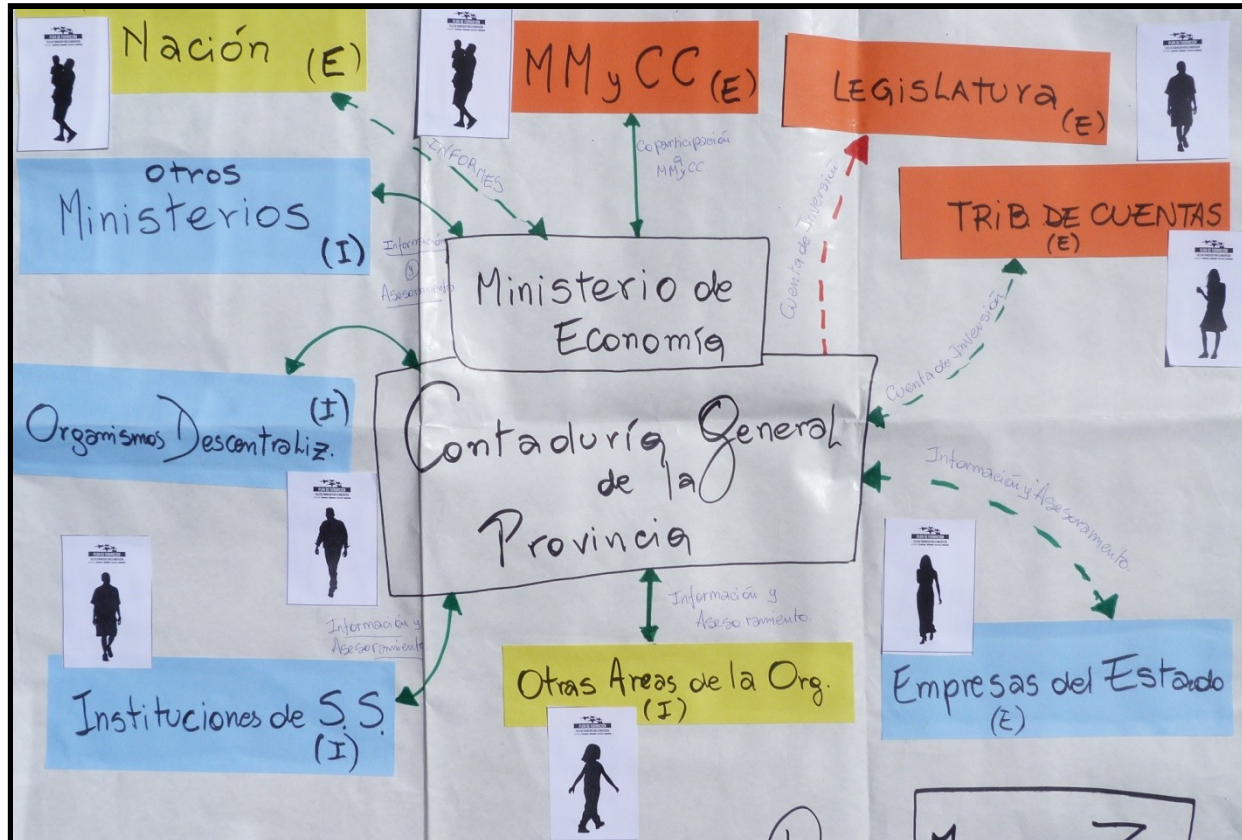 Nación (E)
MM y CC (E)
LEGISLATURA (E)
INFORMES
Coparticipación
a
MMyCC
otros
Ministerios
(I)
TRIB DE CUENTAS
(E)
Información
y
Asesoramiento
Cuenta de Inversión
Ministerio de
Economía
Cuenta de Inversión
(I)
Organismos Descentraliz.
Contaduría General
de la
Provincia
Información y Asesoramiento.
Información y
Asesoramiento
Información y
Asesoramiento.
Instituciones de S.S.
(I)
Otras Areas de la Org.
(I)
Empresas del Estado
(E)